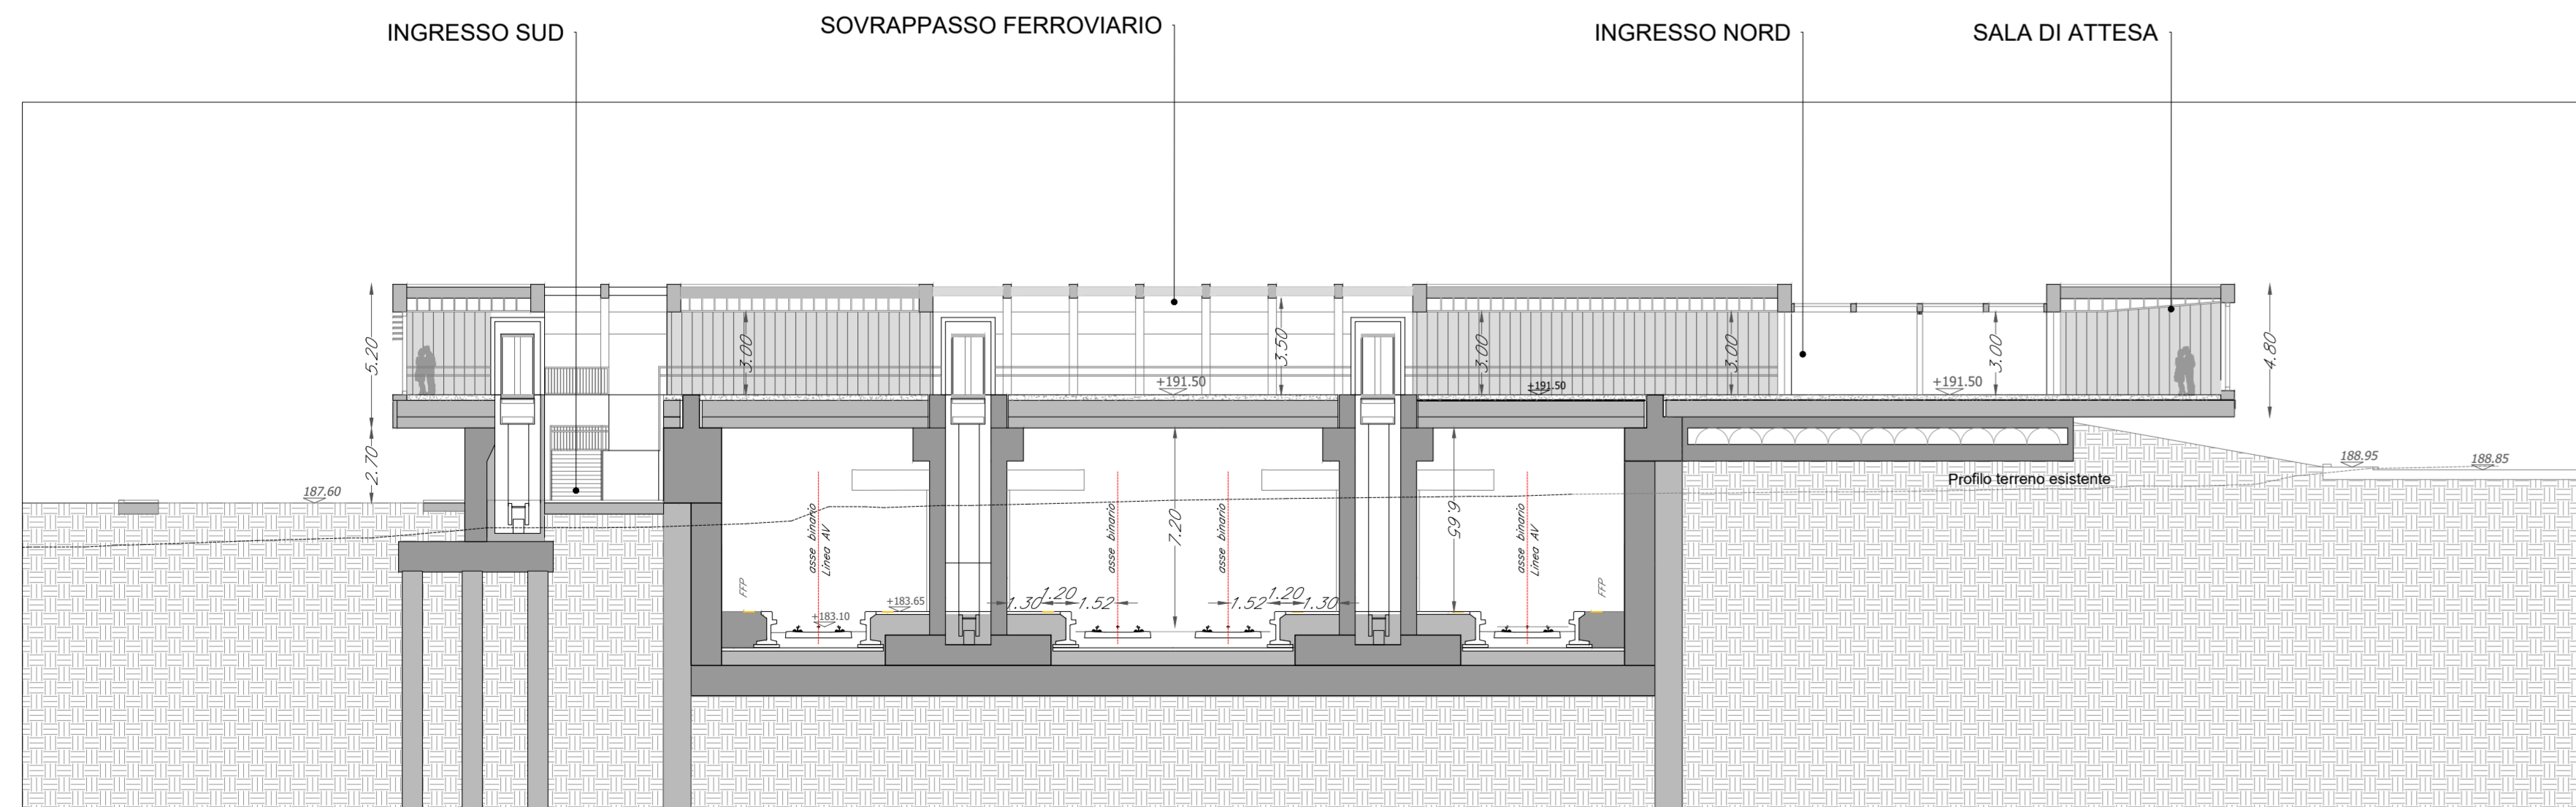 INGRESSO SUD
SOVRAPPASSO FERROVIARIO
INGRESSO NORD
SALA DI ATTESA
5.20
3.00
3.50
3.00
3.00
3.00
4.80
+191.50
+191.50
+191.50
2.70
187.60
188.95
188.85
Profilo terreno esistente
asse binario
Linea AV
asse binario
7.20
asse binario
6.65
asse binario
Linea AV
FFP
FFP
+183.65
+183.10
1.30
1.20
1.52
1.52
1.20
1.30